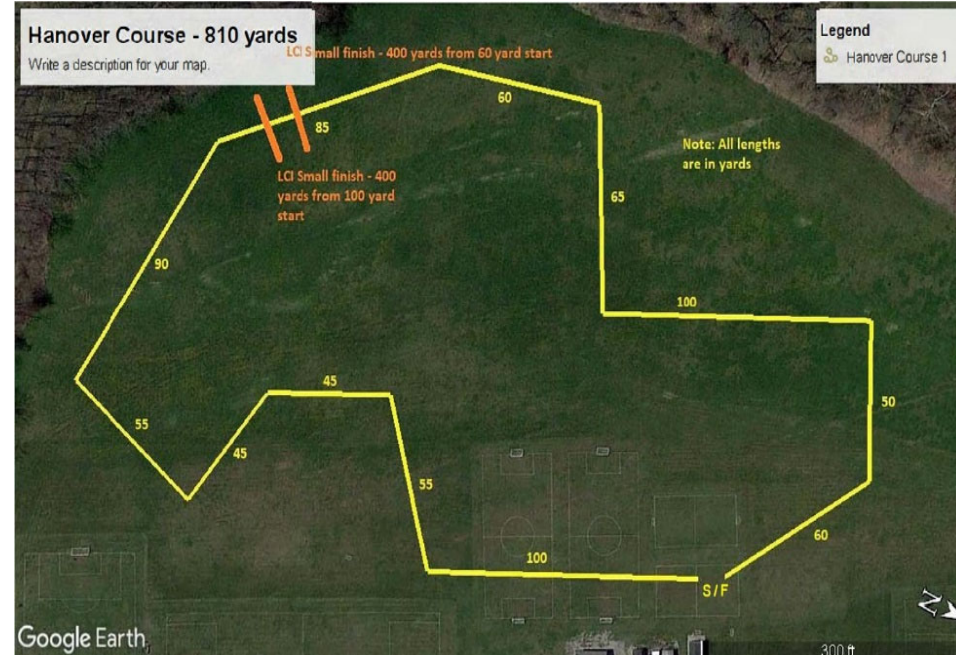 Hanover Course - 810 yards
Write a description for your map.
Legend
Hanover Course 1
LCI Small finish - 400 yards from 60 yard start
60
85
Note: All lengths
are in yards
LCI Small finish - 400
yards from 100 yard
start
65
90
100
45
50
55
45
55
60
100
S / F
N
Google Earth
300 ft